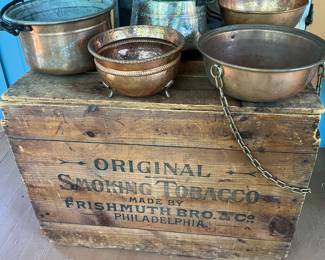 ORIGINAL
SMOKING TOBACCO
MADE BY
FRISHMUTH BRO. & CO
PHILADELPHIA